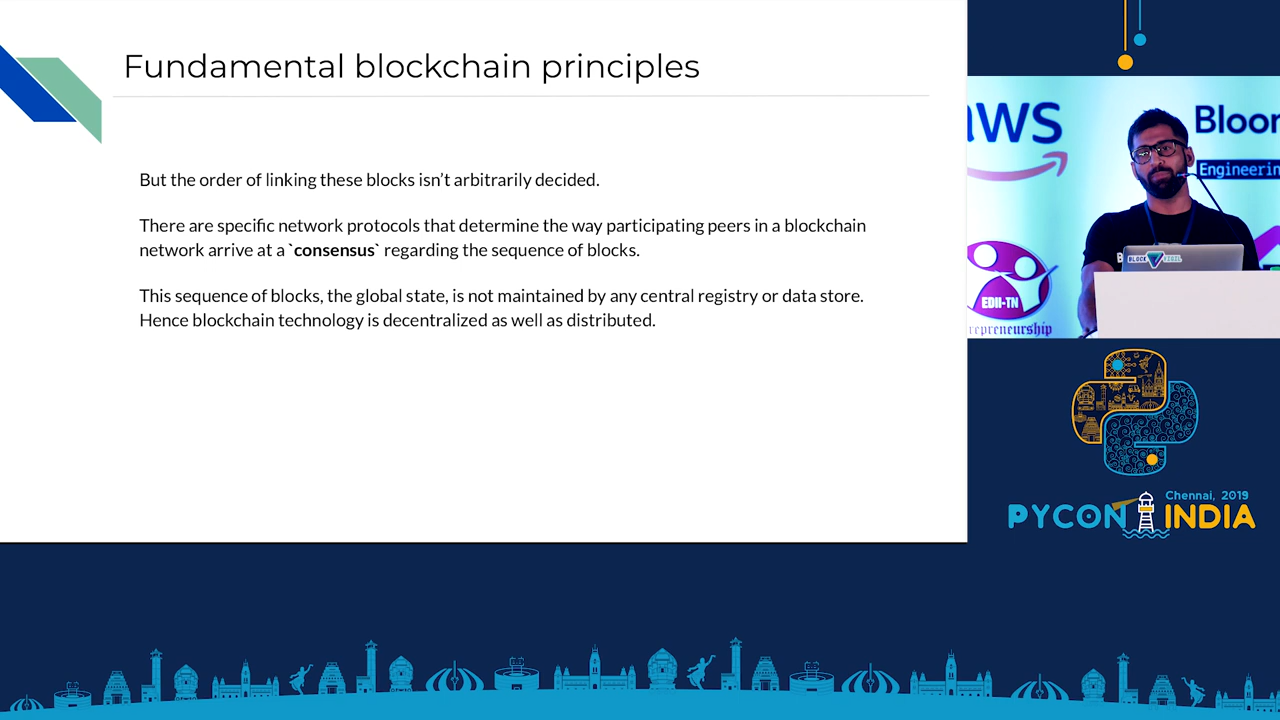 Fundamental blockchain principles
But the order of linking these blocks isn't arbitrarily decided.
There are specific network protocols that determine the way participating peers in a blockchain
network arrive at a `consensus` regarding the sequence of blocks.
This sequence of blocks, the global state, is not maintained by any central registry or data store.
Hence blockchain technology is decentralized as well as distributed.
aws
Bloom
Engineerin
EDII-TN
repreneurship
BLOCK VIGIL
Chennai, 2019
PYCON INDIA